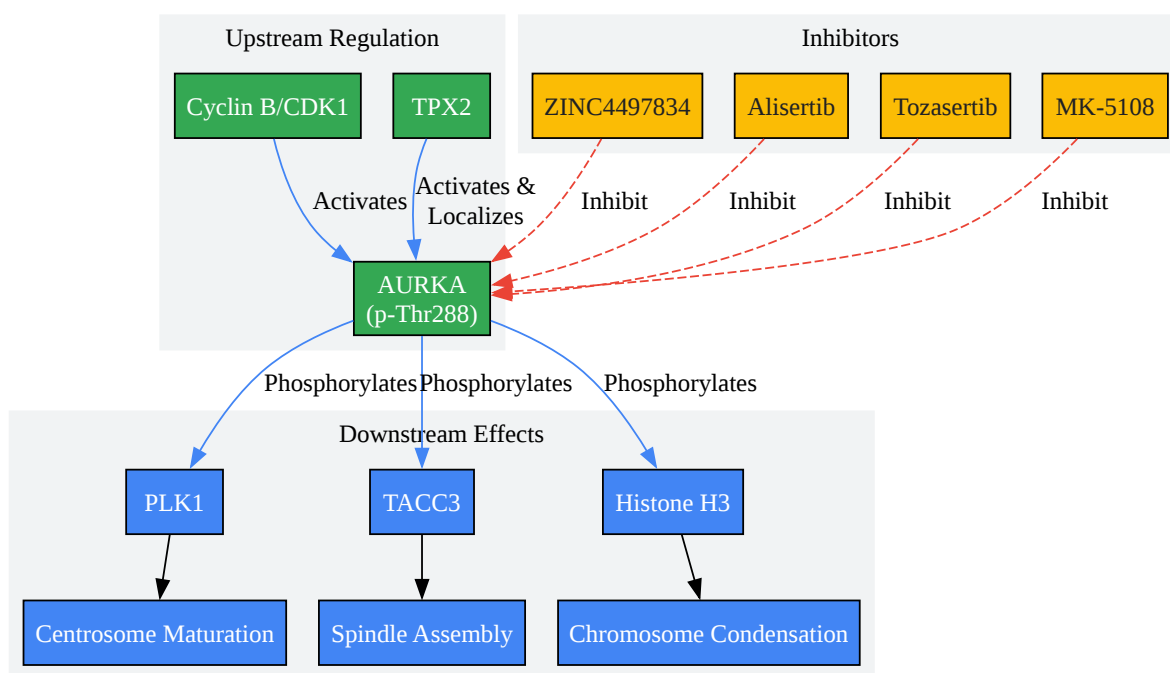 Upstream Regulation
Inhibitors
Cyclin B/CDK1
TPX2
ZINC4497834
Alisertib
Tozasertib
MK-5108
Activates
Activates &
Localizes
Inhibit
Inhibit
Inhibit
Inhibit
AURKA
(p-Thr288)
Phosphorylates
Phosphorylates
Phosphorylates
Downstream Effects
PLK1
TACC3
Histone H3
Centrosome Maturation
Spindle Assembly
Chromosome Condensation